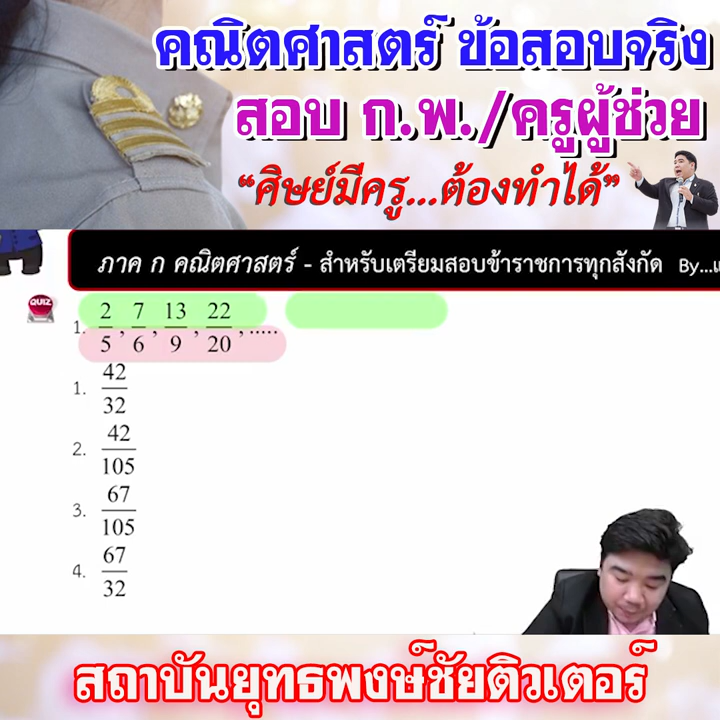 คณิตศาสตร์ ข้อสอบจริง
สอบ ก.พ./ครูผู้ช่วย
“ศิษย์มีครู...ต้องทำได้”
ภาค ก คณิตศาสตร์ - สำหรับเตรียมสอบข้าราชการทุกสังกัด By...
QUIZ
1. 2/5, 7/6, 13/9, 22/20, .....
1. 42/32
2. 42/105
3. 67/105
4. 67/32
สถาบันยุทธพงษ์ชัยติวเตอร์